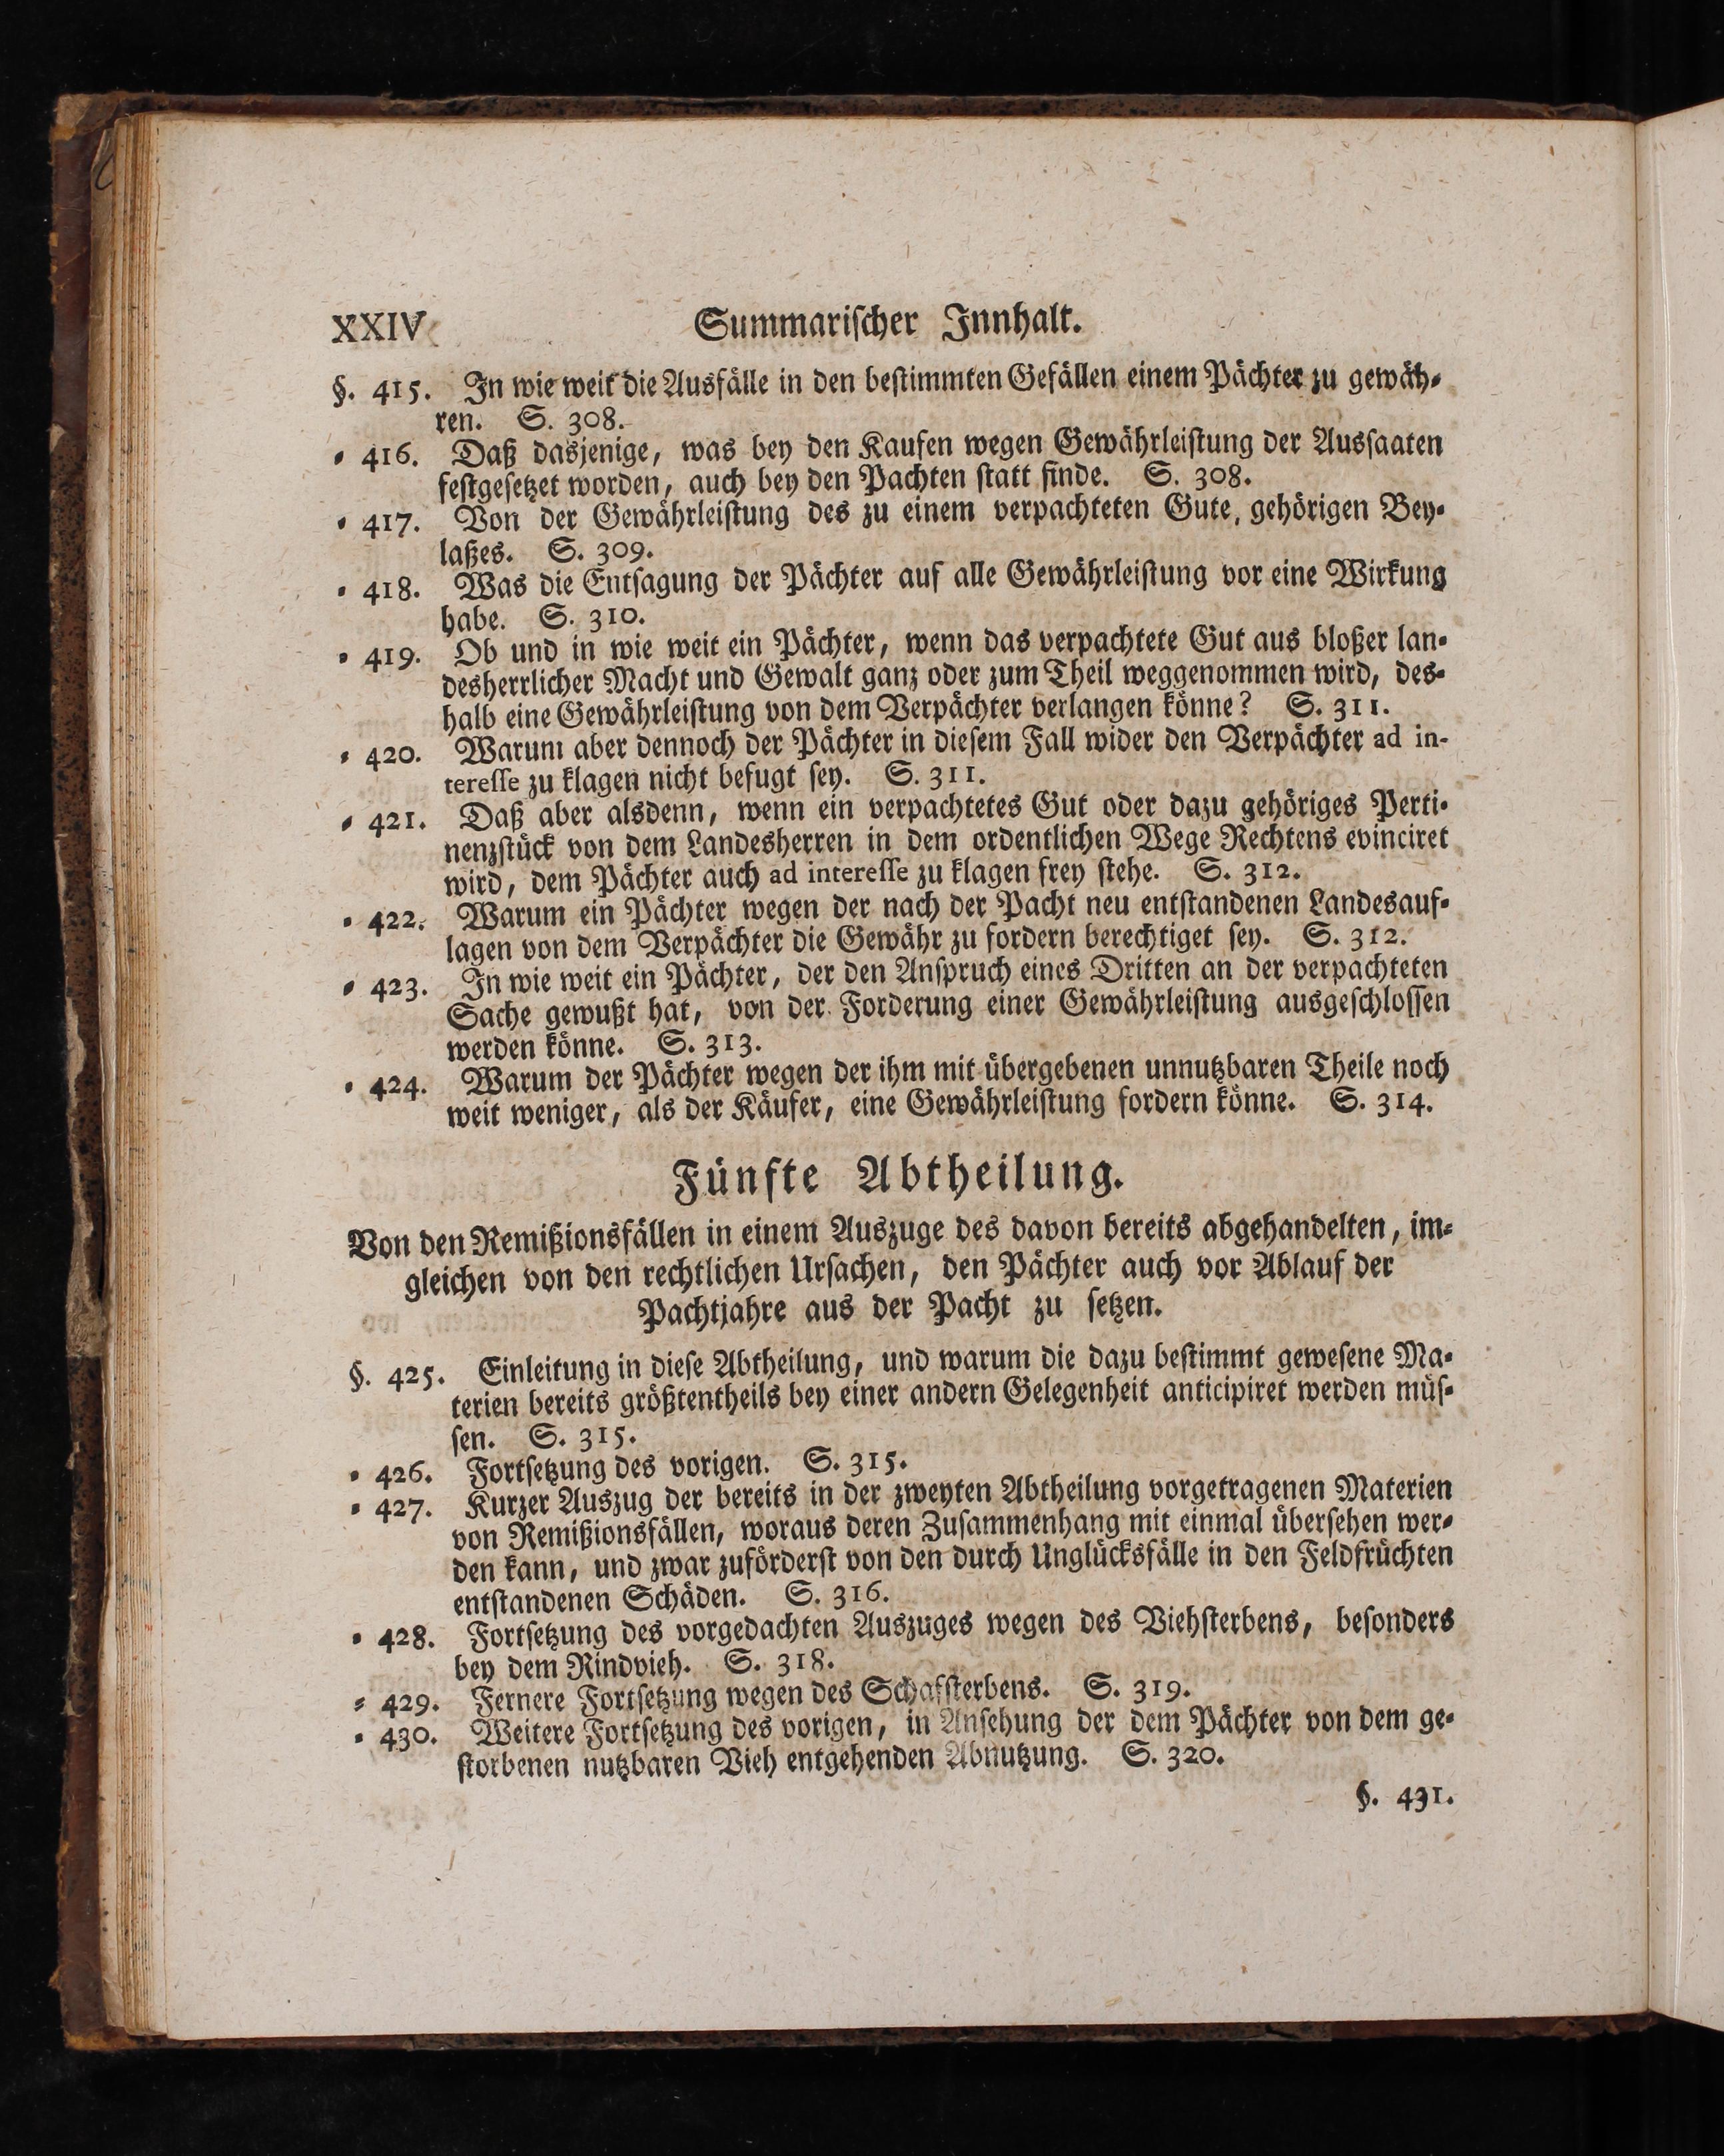 XXIV Summariſcher Innhalt.
§. 415. In wie weit die Ausfälle in den beſtimmten Gefällen einem Pächter zu gewäh⸗
ren. S. 308.
⸗ 416. Daß dasjenige, was bey den Kaufen wegen Gewährleiſtung der Ausſaaten
feſtgeſetzet worden, auch bey den Pachten ſtatt finde. S. 308.
⸗ 417. Von der Gewährleiſtung des zu einem verpachteten Gute, gehörigen Bey⸗
laßes. S. 309.
⸗ 418. Was die Entſagung der Pächter auf alle Gewährleiſtung vor eine Wirkung
habe. S. 310.
⸗ 419. Ob und in wie weit ein Pächter, wenn das verpachtete Gut aus bloßer lan⸗
desherrlicher Macht und Gewalt ganz oder zum Theil weggenommen wird, des⸗
halb eine Gewährleiſtung von dem Verpächter verlangen könne? S. 311.
⸗ 420. Warum aber dennoch der Pächter in dieſem Fall wider den Verpächter ad in-
tereſſe zu klagen nicht befugt ſey. S. 311.
⸗ 421. Daß aber alsdenn, wenn ein verpachtetes Gut oder dazu gehöriges Perti⸗
nenzſtück von dem Landesherren in dem ordentlichen Wege Rechtens evinciret
wird, dem Pächter auch ad intereſſe zu klagen frey ſtehe. S. 312.
⸗ 422. Warum ein Pächter wegen der nach der Pacht neu entſtandenen Landesauf⸗
lagen von dem Verpächter die Gewähr zu fordern berechtiget ſey. S. 312.
⸗ 423. In wie weit ein Pächter, der den Anſpruch eines Dritten an der verpachteten
Sache gewußt hat, von der Forderung einer Gewährleiſtung ausgeſchloſſen
werden könne. S. 313.
⸗ 424. Warum der Pächter wegen der ihm mit übergebenen unnutzbaren Theile noch
weit weniger, als der Käufer, eine Gewährleiſtung fordern könne. S. 314.
Fünfte Abtheilung.
Von den Remißionsfällen in einem Auszuge des davon bereits abgehandelten, im⸗
gleichen von den rechtlichen Urſachen, den Pächter auch vor Ablauf der
Pachtjahre aus der Pacht zu ſetzen.
§. 425. Einleitung in dieſe Abtheilung, und warum die dazu beſtimmt geweſene Ma⸗
terien bereits größtentheils bey einer andern Gelegenheit anticipiret werden müſ⸗
ſen. S. 315.
⸗ 426. Fortſetzung des vorigen. S. 315.
⸗ 427. Kurzer Auszug der bereits in der zweyten Abtheilung vorgetragenen Materien
von Remißionsfällen, woraus deren Zuſammenhang mit einmal überſehen wer⸗
den kann, und zwar zuförderſt von den durch Unglücksfälle in den Feldfrüchten
entſtandenen Schäden. S. 316.
⸗ 428. Fortſetzung des vorgedachten Auszuges wegen des Viehſterbens, beſonders
bey dem Rindvieh. S. 318.
⸗ 429. Fernere Fortſetzung wegen des Schafſterbens. S. 319.
⸗ 430. Weitere Fortſetzung des vorigen, in Anſehung der dem Pächter von dem ge⸗
ſtorbenen nutzbaren Vieh entgehenden Abnutzung. S. 320.
§. 431.